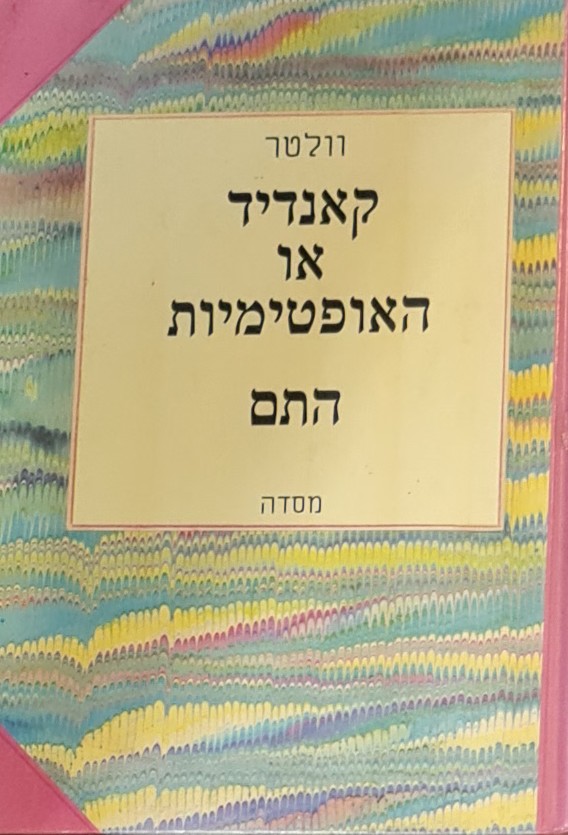 וולטר
קאנדיד
או
האופטימיות
התם
מסדה